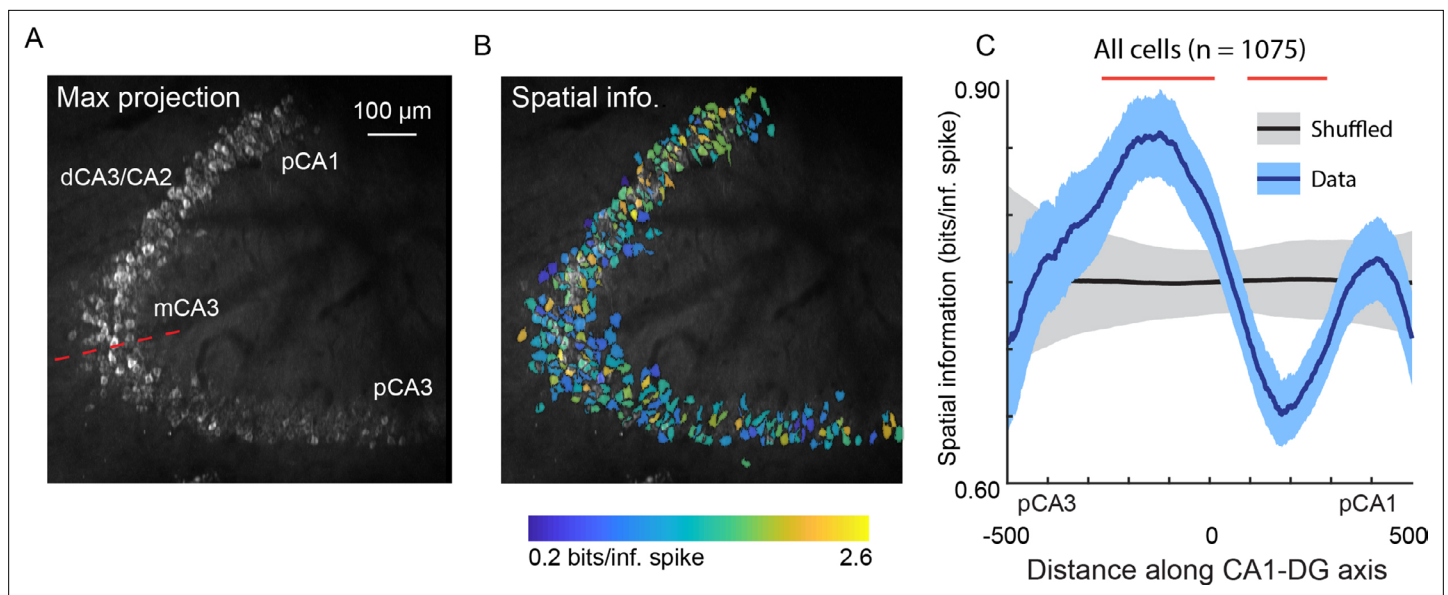 A
Max projection
100 µm
pCA1
dCA3/CA2
mCA3
pCA3
B
Spatial info.
0.2 bits/inf. spike
2.6
C
All cells (n = 1075)
0.90
Shuffled
Data
Spatial information (bits/inf. spike)
0.60
pCA3
pCA1
-500
0
500
Distance along CA1-DG axis